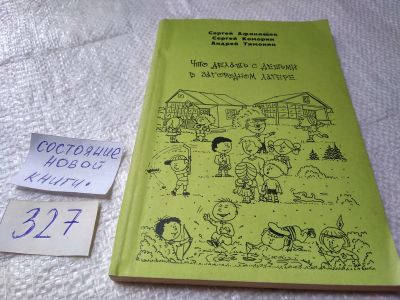 Сергей Афанасьев
Сергей Коморин
Андрей Тимонин
Что делать с детьми
в загородном лагере
состояние
новой
книги.
327